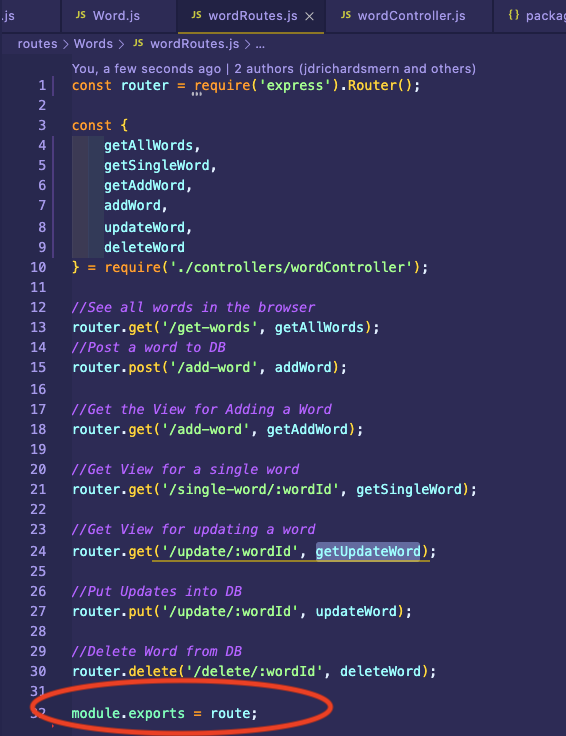 .js
JS Word.js
JS wordRoutes.js ×
JS wordController.js
{} packag
routes > Words > JS wordRoutes.js > ...
You, a few seconds ago | 2 authors (jdrichardsmern and others)
1 const router = require('express').Router();
2
3 const {
4 getAllWords,
5 getSingleWord,
6 getAddWord,
7 addWord,
8 updateWord,
9 deleteWord
10 } = require('./controllers/wordController');
11
12 //See all words in the browser
13 router.get('/get-words', getAllWords);
14 //Post a word to DB
15 router.post('/add-word', addWord);
16
17 //Get the View for Adding a Word
18 router.get('/add-word', getAddWord);
19
20 //Get View for a single word
21 router.get('/single-word/:wordId', getSingleWord);
22
23 //Get View for updating a word
24 router.get('/update/:wordId', getUpdateWord);
25
26 //Put Updates into DB
27 router.put('/update/:wordId', updateWord);
28
29 //Delete Word from DB
30 router.delete('/delete/:wordId', deleteWord);
31
32 module.exports = route;